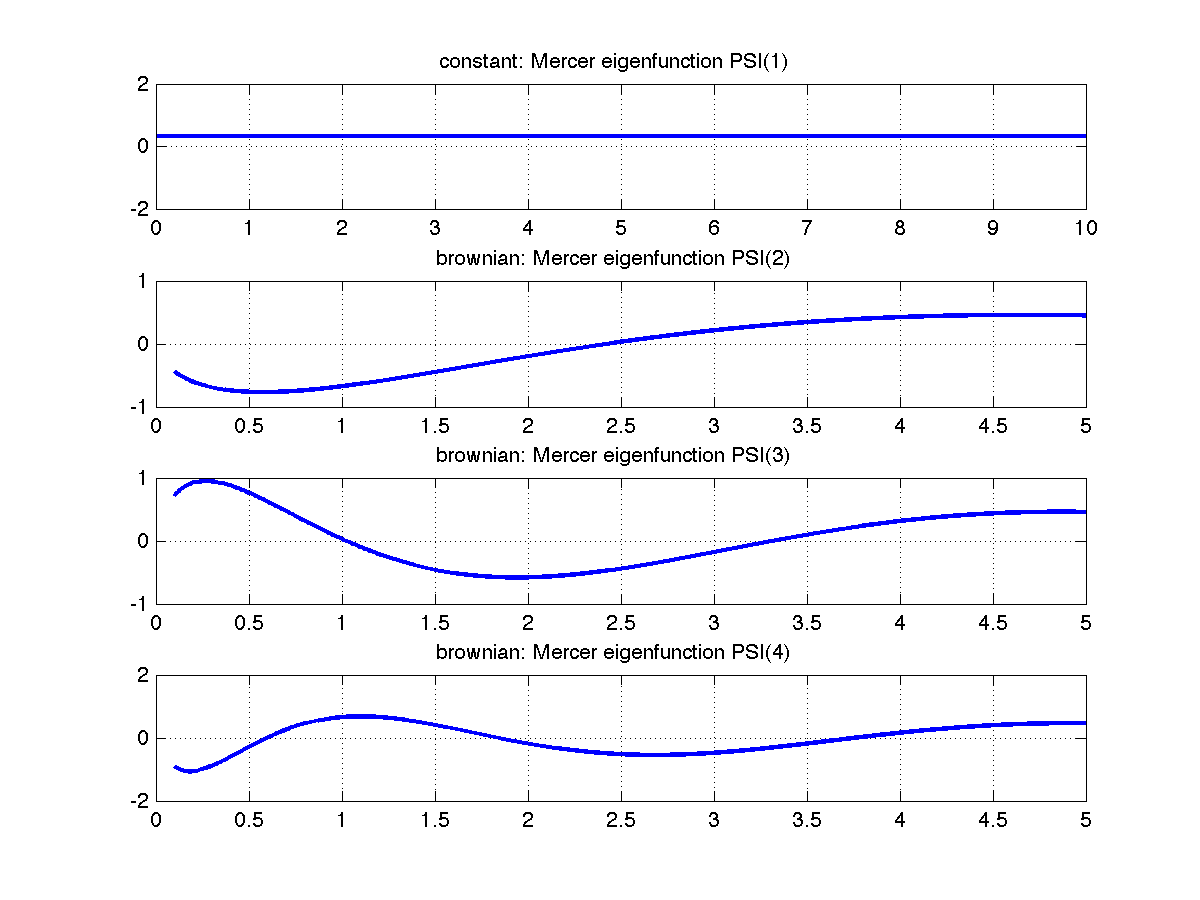 constant: Mercer eigenfunction PSI(1)
2
0
-2
0 1 2 3 4 5 6 7 8 9 10
brownian: Mercer eigenfunction PSI(2)
1
0
-1
0 0.5 1 1.5 2 2.5 3 3.5 4 4.5 5
brownian: Mercer eigenfunction PSI(3)
1
0
-1
0 0.5 1 1.5 2 2.5 3 3.5 4 4.5 5
brownian: Mercer eigenfunction PSI(4)
2
0
-2
0 0.5 1 1.5 2 2.5 3 3.5 4 4.5 5